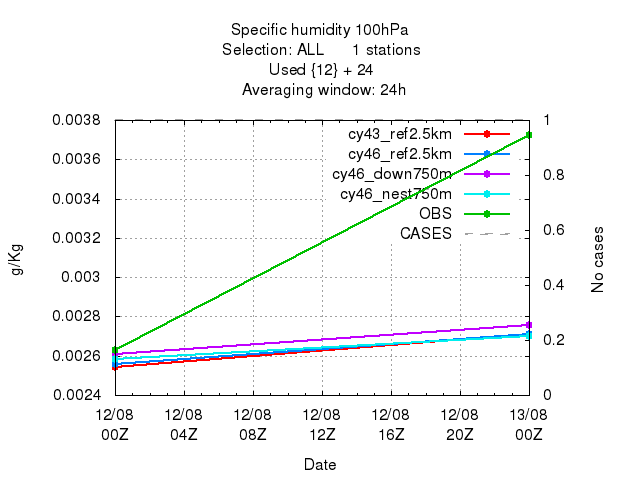 Specific humidity 100hPa
Selection: ALL 1 stations
Used {12} + 24
Averaging window: 24h
0.0038 1
cy43_ref2.5km
cy46_ref2.5km
0.0036
cy46_down750m
0.8
cy46_nest750m
0.0034
OBS
CASES
0.0032
0.6
g/Kg
No cases
0.003
0.4
0.0028
0.2
0.0026
0.0024 0
12/08 12/08 12/08 12/08 12/08 12/08 13/08
00Z 04Z 08Z 12Z 16Z 20Z 00Z
Date